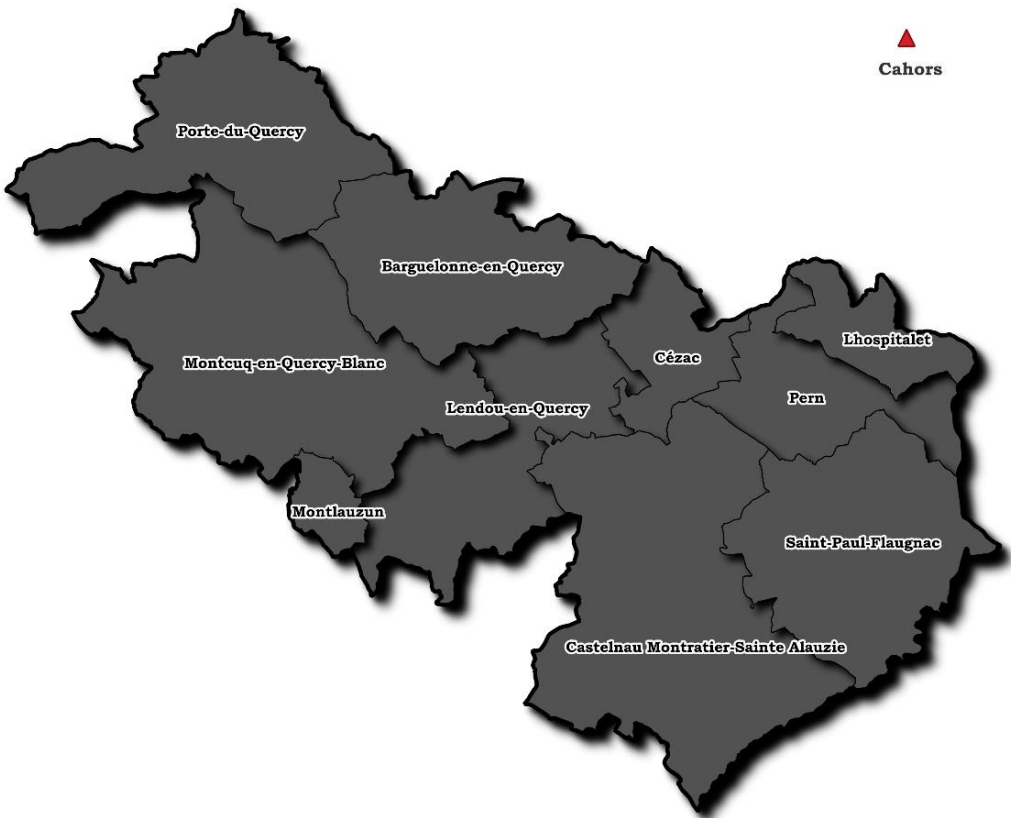 Cahors
Porte-du-Quercy
Barguelonne-en-Quercy
Lhospitalet
Cézac
Montcuq-en-Quercy-Blanc
Pern
Lendou-en-Quercy
Montlauzun
Saint-Paul-Flaugnac
Castelnau Montratier-Sainte Alauzie